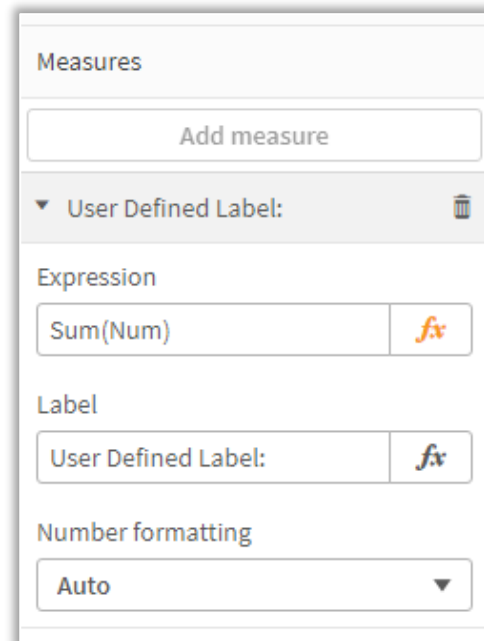 Measures
Add measure
User Defined Label:
Expression
Sum(Num) fx
Label
User Defined Label: fx
Number formatting
Auto